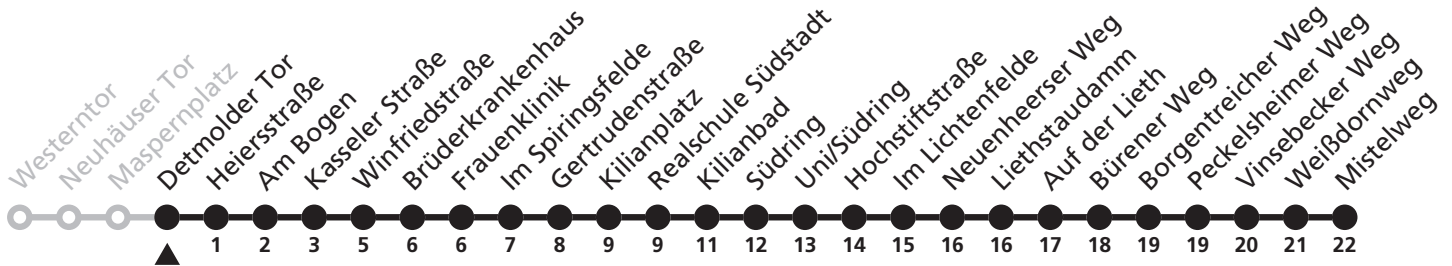 Westerntor
Neuhäuser Tor
Maspernplatz
Detmolder Tor
Heiersstraße
Am Bogen
Kasseler Straße
Winfriedstraße
Brüderkrankenhaus
Frauenklinik
Im Spiringsfelde
Gertrudenstraße
Kilianplatz
Realschule Südstadt
Kilianbad
Südring
Uni/Südring
Hochstiftstraße
Im Lichtenfelde
Neuenheerser Weg
Liethstaudamm
Auf der Lieth
Bürener Weg
Borgentreicher Weg
Peckelsheimer Weg
Vinsebecker Weg
Weißdornweg
Mistelweg
1 2 3 5 6 6 7 8 9 9 11 12 13 14 15 16 16 17 18 19 19 20 21 22